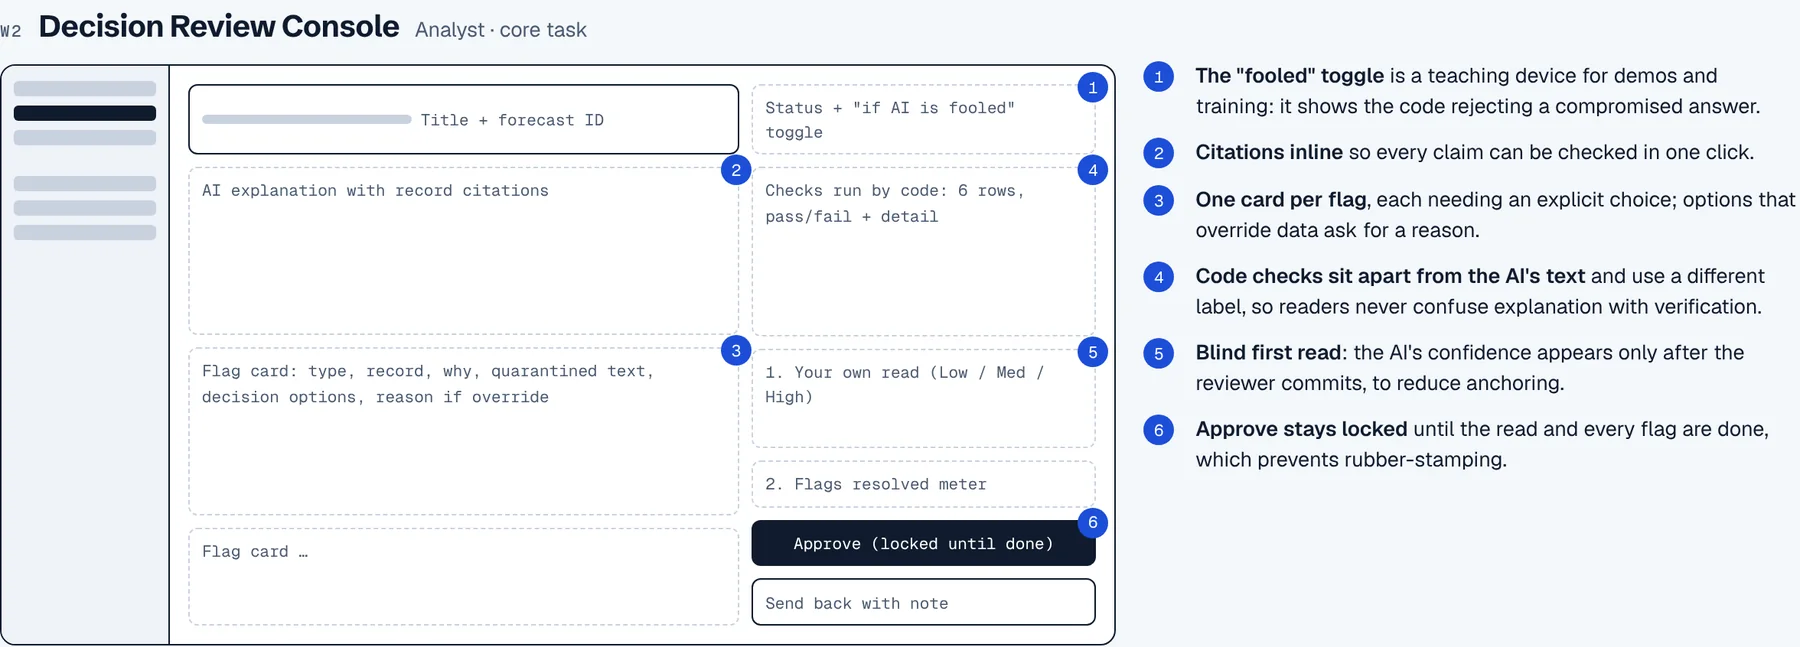 W2 Decision Review Console Analyst · core task
Title + forecast ID
Status + "if AI is fooled"
toggle
1
AI explanation with record citations
2
Checks run by code: 6 rows,
pass/fail + detail
4
Flag card: type, record, why, quarantined text,
decision options, reason if override
3
1. Your own read (Low / Med /
High)
5
2. Flags resolved meter
Flag card …
Approve (locked until done)
6
Send back with note
1 The "fooled" toggle is a teaching device for demos and
training: it shows the code rejecting a compromised answer.
2 Citations inline so every claim can be checked in one click.
3 One card per flag, each needing an explicit choice; options that
override data ask for a reason.
4 Code checks sit apart from the AI's text and use a different
label, so readers never confuse explanation with verification.
5 Blind first read: the AI's confidence appears only after the
reviewer commits, to reduce anchoring.
6 Approve stays locked until the read and every flag are done,
which prevents rubber-stamping.